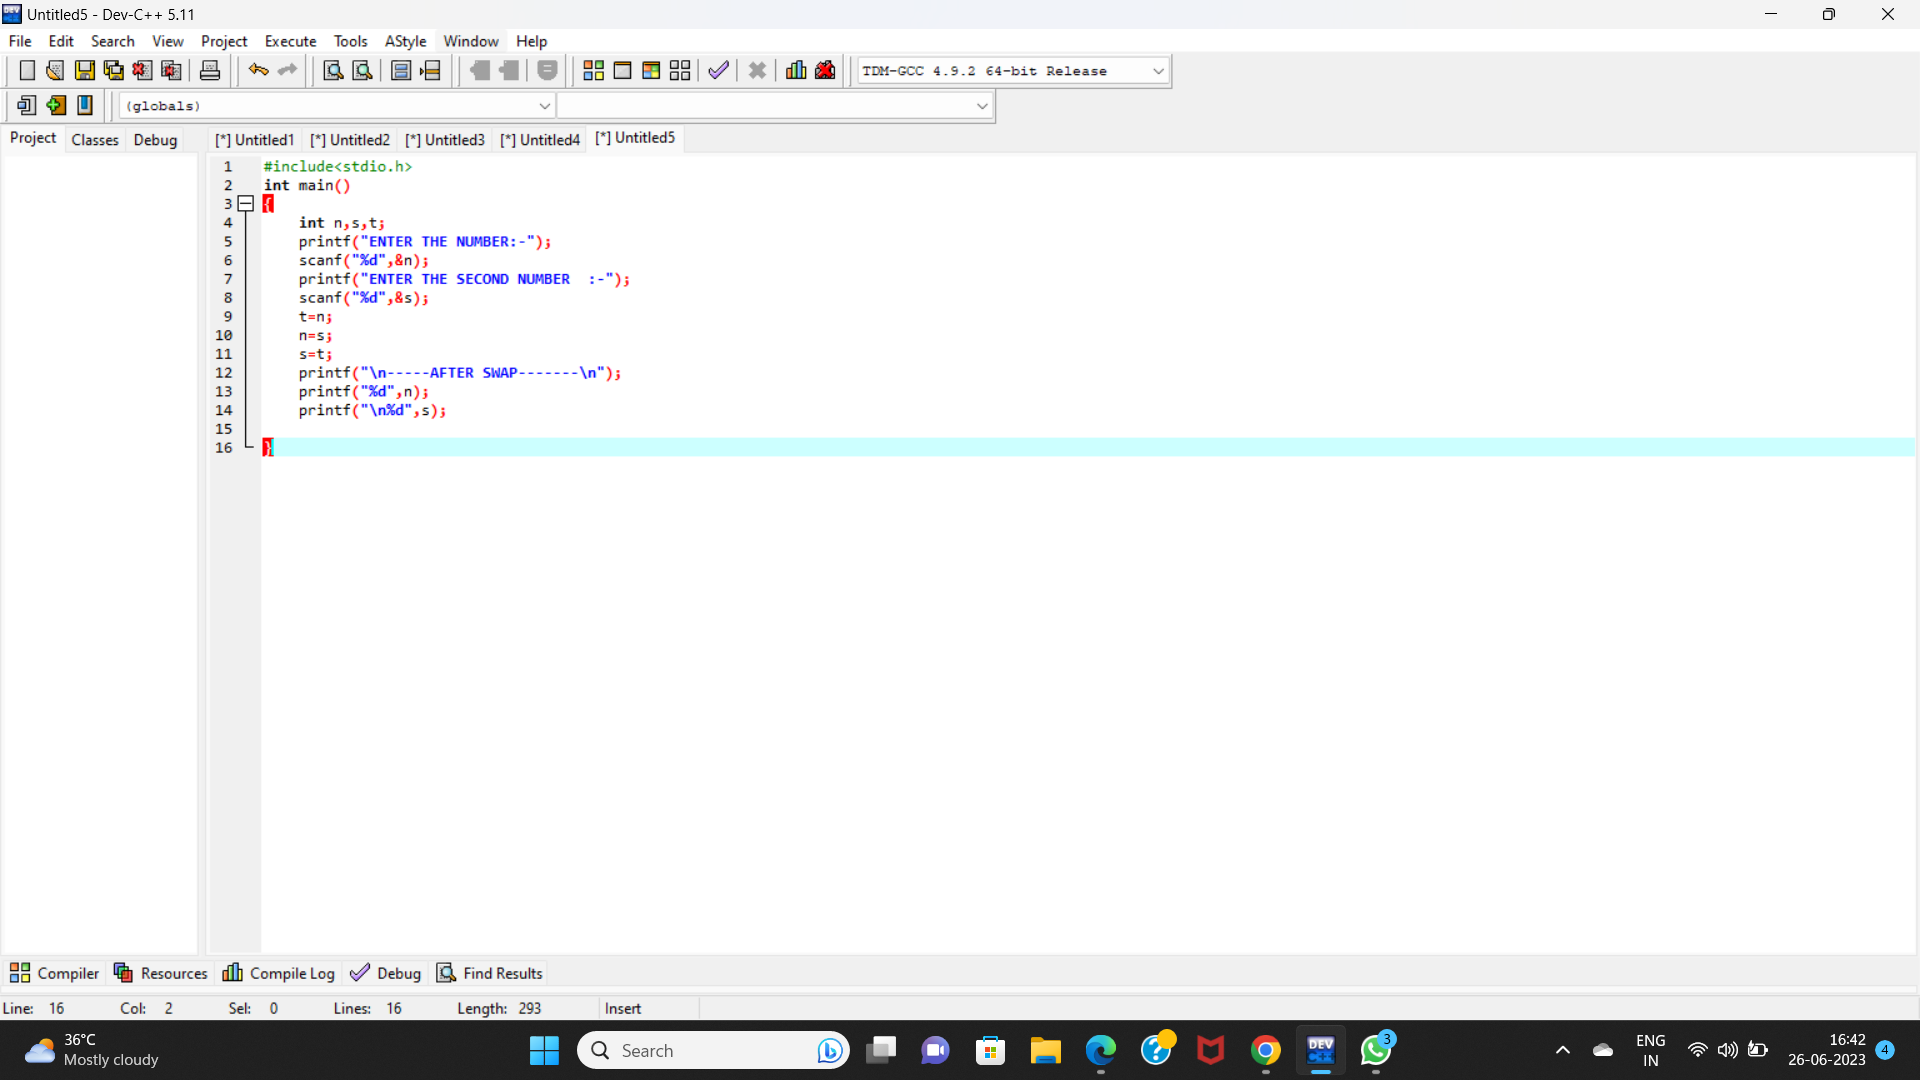 Untitled5 - Dev-C++ 5.11
File Edit Search View Project Execute Tools AStyle Window Help
TDM-GCC 4.9.2 64-bit Release
(globals)
Project Classes Debug [*] Untitled1 [*] Untitled2 [*] Untitled3 [*] Untitled4 [*] Untitled5
1 #include<stdio.h>
2 int main()
3 {
4 int n,s,t;
5 printf("ENTER THE NUMBER:-");
6 scanf("%d",&n);
7 printf("ENTER THE SECOND NUMBER  :-");
8 scanf("%d",&s);
9 t=n;
10 n=s;
11 s=t;
12 printf("\n-----AFTER SWAP-------\n");
13 printf("%d",n);
14 printf("\n%d",s);
15
16 }
Compiler Resources Compile Log Debug Find Results
Line: 16 Col: 2 Sel: 0 Lines: 16 Length: 293 Insert
36°C
Mostly cloudy
Search
DEV
C++
3
ENG
IN
16:42
26-06-2023
4